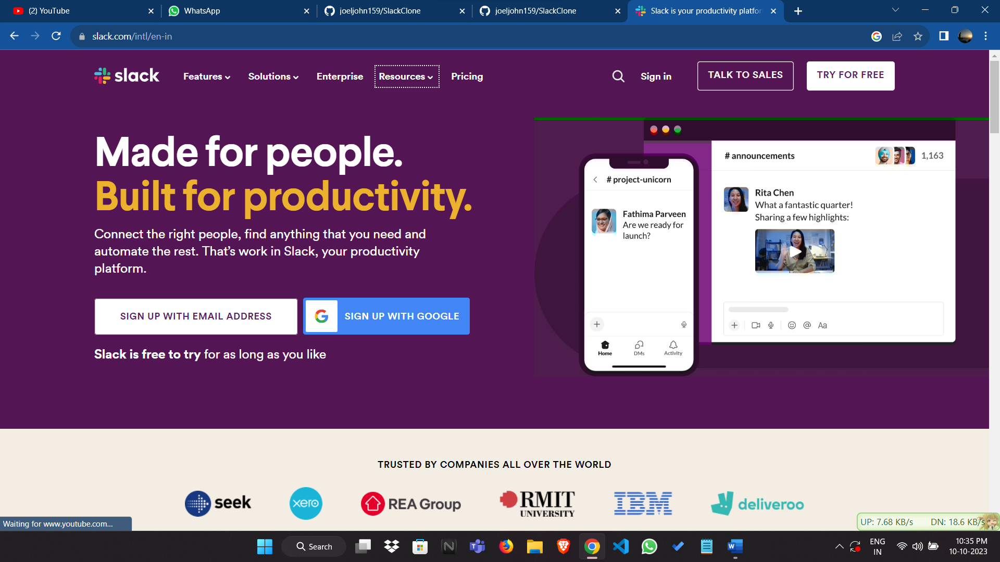 (2) YouTube
WhatsApp
joeljohn159/SlackClone
joeljohn159/SlackClone
Slack is your productivity platfor
slack.com/intl/en-in
slack
Features
Solutions
Enterprise
Resources
Pricing
Sign in
TALK TO SALES
TRY FOR FREE
Made for people.
Built for productivity.
Connect the right people, find anything that you need and
automate the rest. That’s work in Slack, your productivity
platform.
SIGN UP WITH EMAIL ADDRESS
G SIGN UP WITH GOOGLE
Slack is free to try for as long as you like
# project-unicorn
Fathima Parveen
Are we ready for
launch?
Home
DMs
Activity
# announcements
1,163
Rita Chen
What a fantastic quarter!
Sharing a few highlights:
Aa
TRUSTED BY COMPANIES ALL OVER THE WORLD
seek
xero
REA Group
RMIT
UNIVERSITY
IBM
deliveroo
Waiting for www.youtube.com...
UP: 7.68 KB/s DN: 18.6 KB/s
Search
ENG
IN
10:35 PM
10-10-2023